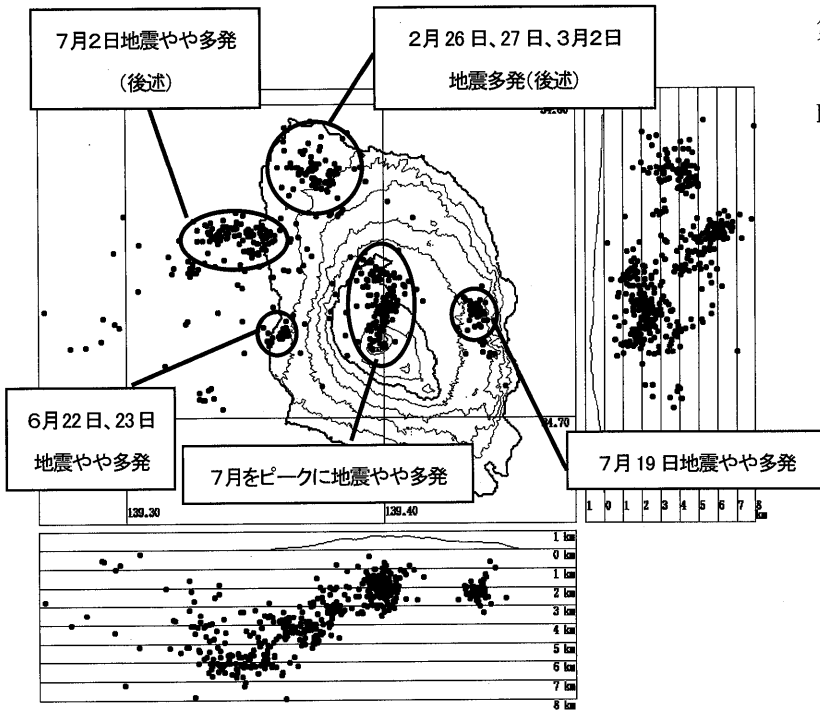 7月2日地震やや多発
(後述)
2月26日、27日、3月2日
地震多発(後述)
6月22日、23日
地震やや多発
7月をピークに地震やや多発
7月19日地震やや多発
139.30
139.40
1 0 1 2 3 4 5 6 7 8
km
1 km
0 km
1 km
2 km
3 km
4 km
5 km
6 km
7 km
8 km